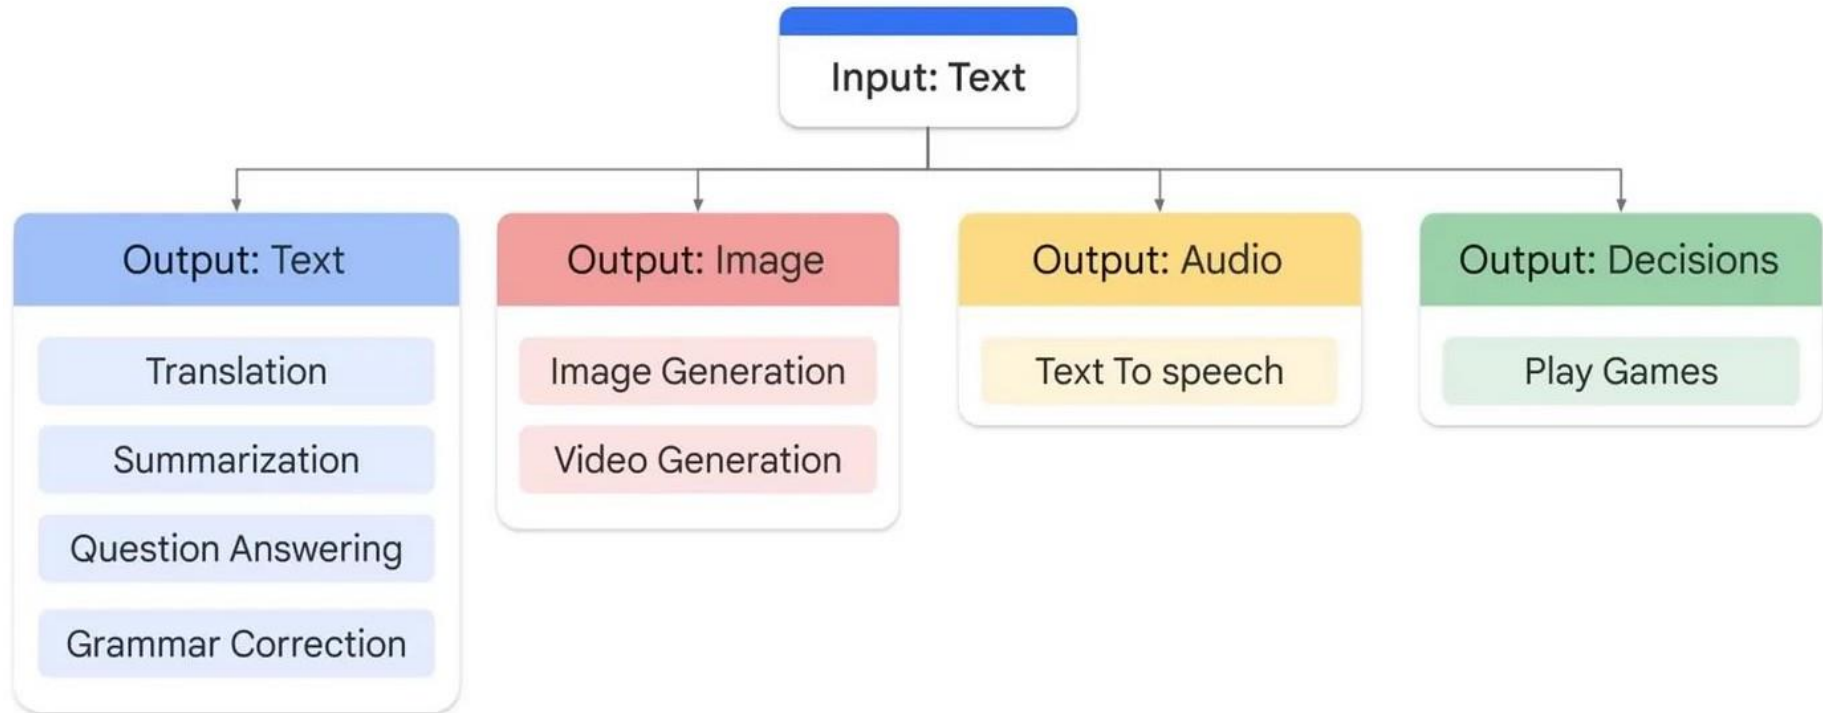 Input: Text
Output: Text
Translation
Summarization
Question Answering
Grammar Correction
Output: Image
Image Generation
Video Generation
Output: Audio
Text To speech
Output: Decisions
Play Games